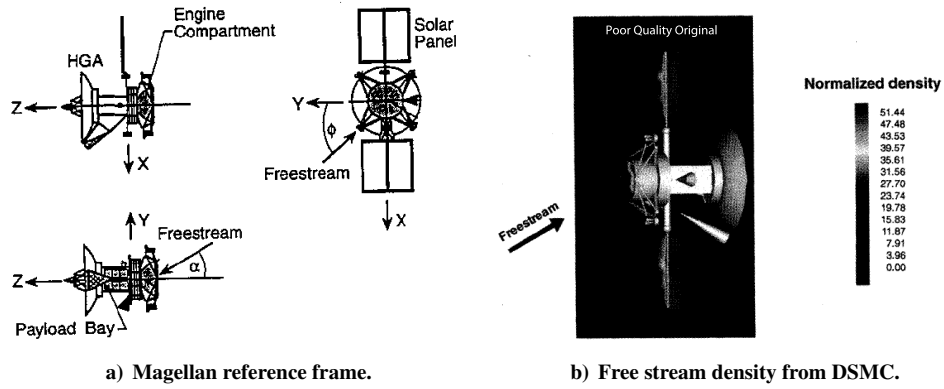 Engine
Compartment
HGA
Z
X
Solar
Panel
Y
ϕ
Freestream
X
Y
Freestream
Z
α
Payload Bay
a) Magellan reference frame.
Poor Quality Original
Freestream
Normalized density
51.44
47.48
43.53
39.57
35.61
31.56
27.70
23.74
19.78
15.83
11.87
7.91
3.96
0.00
b) Free stream density from DSMC.